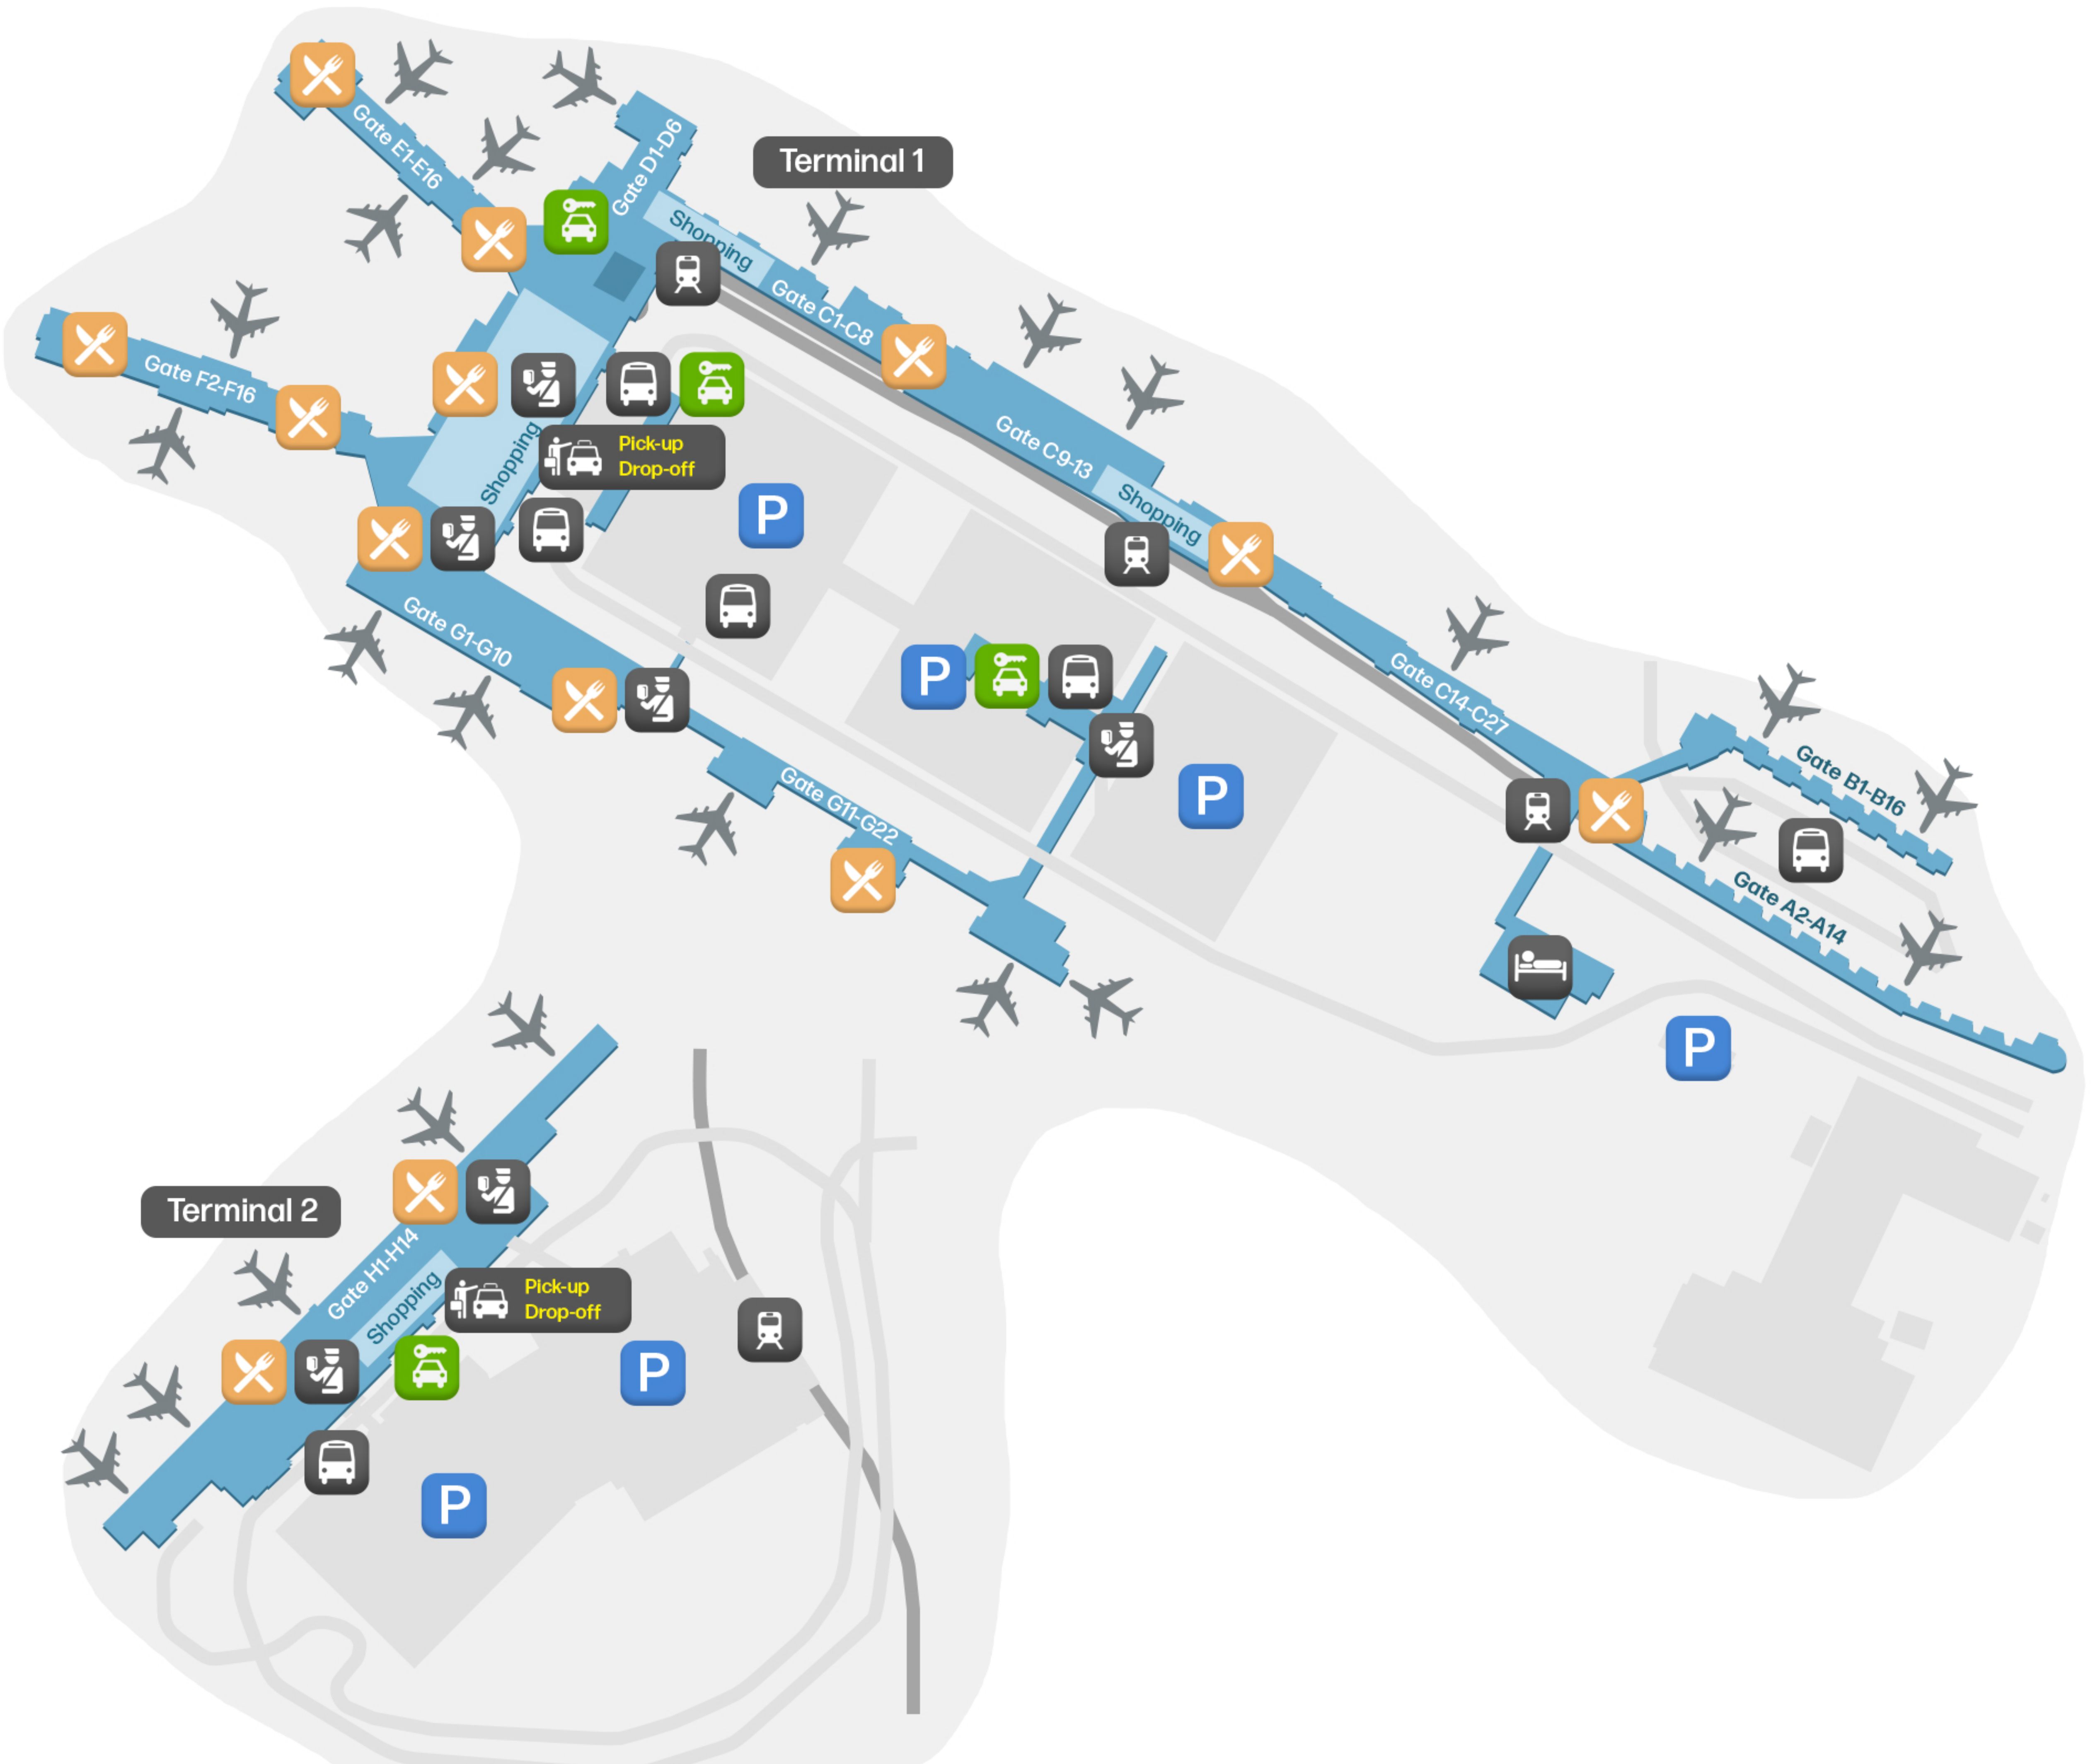 Gate E1-E16
Gate D1-D6
Terminal 1
Shopping
Gate C1-C8
Gate F2-F16
Shopping
Pick-up
Drop-off
Gate C9-13
Shopping
P
Gate G1-G10
P
Gate C14-C27
P
Gate G11-G22
Gate B1-B16
Gate A2-A14
P
Terminal 2
Gate H1-H14
Shopping
Pick-up
Drop-off
P
P